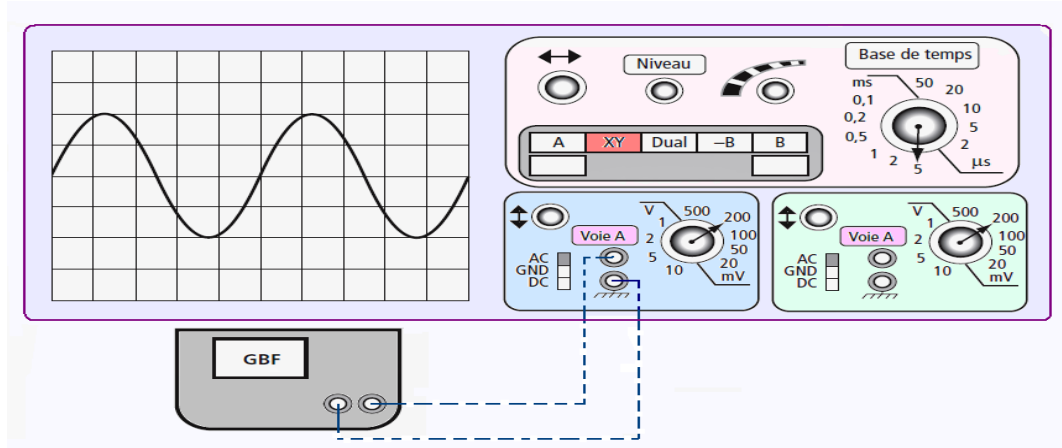 Niveau
Base de temps
ms 50 20
0,1 10
0,2 5
0,5 2
1 2 5 µs
A XY Dual –B B
V 500 200
1 100
Voie A 2 50
5 20
AC 10 mV
GND
DC
V 500 200
1 100
Voie A 2 50
5 20
AC 10 mV
GND
DC
GBF